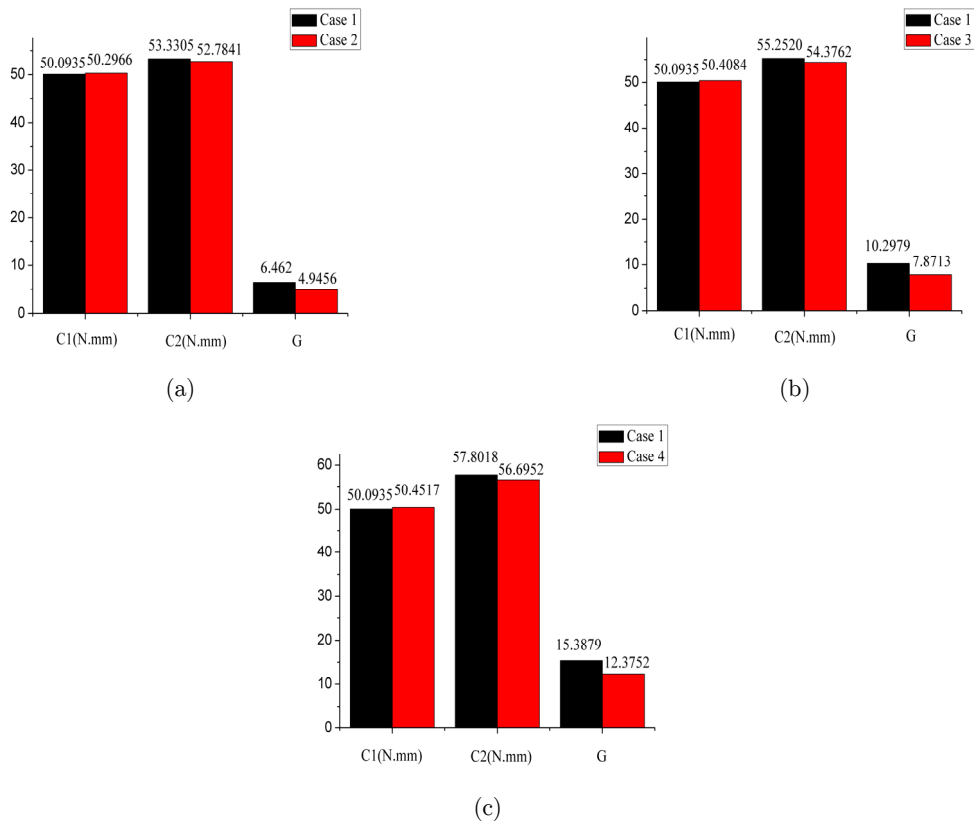 Case 1
Case 2
53.3305 52.7841
50.0935 50.2966
50
40
30
20
10
0
6.462
4.9456
C1(N.mm) C2(N.mm) G
(a)
Case 1
Case 3
55.2520 54.3762
50.0935 50.4084
50
40
30
20
10
0
10.2979
7.8713
C1(N.mm) C2(N.mm) G
(b)
Case 1
Case 4
57.8018
56.6952
50.0935 50.4517
60
50
40
30
20
10
0
15.3879
12.3752
C1(N.mm) C2(N.mm) G
(c)